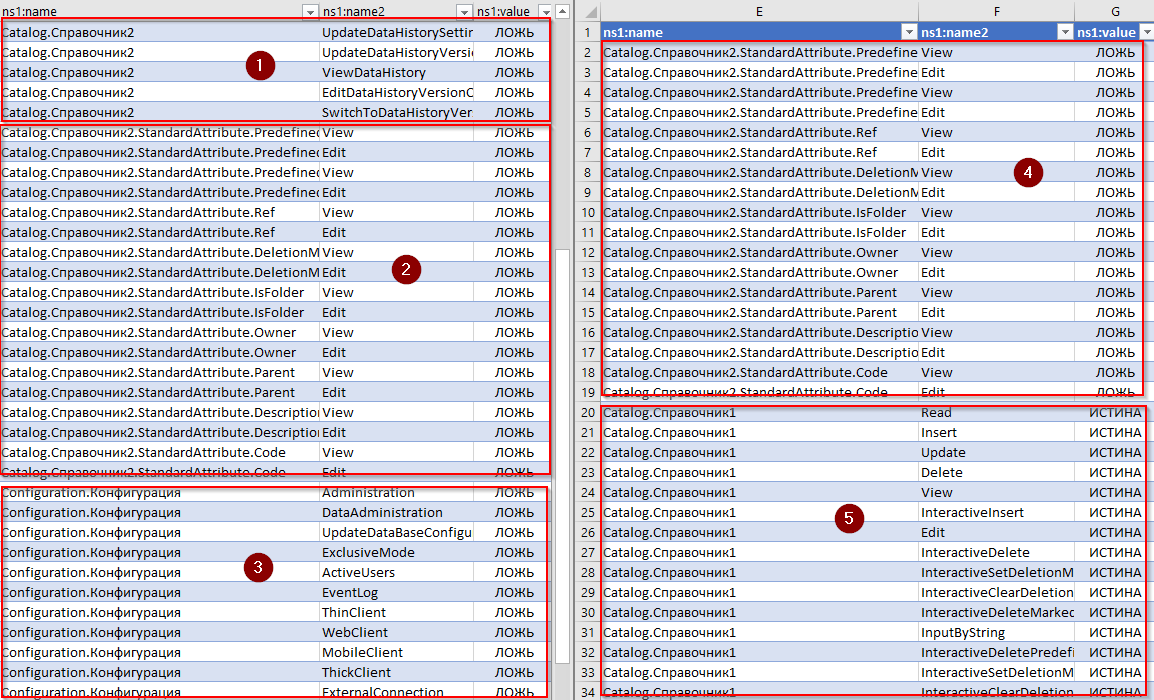 ns1:name ns1:name2 ns1:value
Catalog.Справочник2 UpdateDataHistorySettin ЛОЖЬ
Catalog.Справочник2 UpdateDataHistoryVersio ЛОЖЬ
1
Catalog.Справочник2 ViewDataHistory ЛОЖЬ
Catalog.Справочник2 EditDataHistoryVersionC ЛОЖЬ
Catalog.Справочник2 SwitchToDataHistoryVer ЛОЖЬ
Catalog.Справочник2.StandardAttribute.Predefined View ЛОЖЬ
Catalog.Справочник2.StandardAttribute.Predefined Edit ЛОЖЬ
Catalog.Справочник2.StandardAttribute.Predefined View ЛОЖЬ
Catalog.Справочник2.StandardAttribute.Predefined Edit ЛОЖЬ
Catalog.Справочник2.StandardAttribute.Ref View ЛОЖЬ
Catalog.Справочник2.StandardAttribute.Ref Edit ЛОЖЬ
Catalog.Справочник2.StandardAttribute.DeletionM View ЛОЖЬ
Catalog.Справочник2.StandardAttribute.DeletionM Edit ЛОЖЬ
2
Catalog.Справочник2.StandardAttribute.IsFolder View ЛОЖЬ
Catalog.Справочник2.StandardAttribute.IsFolder Edit ЛОЖЬ
Catalog.Справочник2.StandardAttribute.Owner View ЛОЖЬ
Catalog.Справочник2.StandardAttribute.Owner Edit ЛОЖЬ
Catalog.Справочник2.StandardAttribute.Parent View ЛОЖЬ
Catalog.Справочник2.StandardAttribute.Parent Edit ЛОЖЬ
Catalog.Справочник2.StandardAttribute.Description View ЛОЖЬ
Catalog.Справочник2.StandardAttribute.Description Edit ЛОЖЬ
Catalog.Справочник2.StandardAttribute.Code View ЛОЖЬ
Catalog.Справочник2.StandardAttribute.Code Edit ЛОЖЬ
Configuration.Конфигурация Administration ЛОЖЬ
Configuration.Конфигурация DataAdministration ЛОЖЬ
Configuration.Конфигурация UpdateDataBaseConfigu ЛОЖЬ
Configuration.Конфигурация ExclusiveMode ЛОЖЬ
3
Configuration.Конфигурация ActiveUsers ЛОЖЬ
Configuration.Конфигурация EventLog ЛОЖЬ
Configuration.Конфигурация ThinClient ЛОЖЬ
Configuration.Конфигурация WebClient ЛОЖЬ
Configuration.Конфигурация MobileClient ЛОЖЬ
Configuration.Конфигурация ThickClient ЛОЖЬ
Configuration.Конфигурация ExternalConnection ЛОЖЬ
E F G
1 ns1:name ns1:name2 ns1:value
2 Catalog.Справочник2.StandardAttribute.Predefine View ЛОЖЬ
3 Catalog.Справочник2.StandardAttribute.Predefine Edit ЛОЖЬ
4 Catalog.Справочник2.StandardAttribute.Predefine View ЛОЖЬ
5 Catalog.Справочник2.StandardAttribute.Predefine Edit ЛОЖЬ
6 Catalog.Справочник2.StandardAttribute.Ref View ЛОЖЬ
7 Catalog.Справочник2.StandardAttribute.Ref Edit ЛОЖЬ
8 Catalog.Справочник2.StandardAttribute.DeletionM View ЛОЖЬ
4
9 Catalog.Справочник2.StandardAttribute.DeletionM Edit ЛОЖЬ
10 Catalog.Справочник2.StandardAttribute.IsFolder View ЛОЖЬ
11 Catalog.Справочник2.StandardAttribute.IsFolder Edit ЛОЖЬ
12 Catalog.Справочник2.StandardAttribute.Owner View ЛОЖЬ
13 Catalog.Справочник2.StandardAttribute.Owner Edit ЛОЖЬ
14 Catalog.Справочник2.StandardAttribute.Parent View ЛОЖЬ
15 Catalog.Справочник2.StandardAttribute.Parent Edit ЛОЖЬ
16 Catalog.Справочник2.StandardAttribute.Descriptio View ЛОЖЬ
17 Catalog.Справочник2.StandardAttribute.Descriptio Edit ЛОЖЬ
18 Catalog.Справочник2.StandardAttribute.Code View ЛОЖЬ
19 Catalog.Справочник2.StandardAttribute.Code Edit ЛОЖЬ
20 Catalog.Справочник1 Read ИСТИНА
21 Catalog.Справочник1 Insert ИСТИНА
22 Catalog.Справочник1 Update ИСТИНА
23 Catalog.Справочник1 Delete ИСТИНА
24 Catalog.Справочник1 View ИСТИНА
25 Catalog.Справочник1 InteractiveInsert ИСТИНА
5
26 Catalog.Справочник1 Edit ИСТИНА
27 Catalog.Справочник1 InteractiveDelete ИСТИНА
28 Catalog.Справочник1 InteractiveSetDeletionM ИСТИНА
29 Catalog.Справочник1 InteractiveClearDeletion ИСТИНА
30 Catalog.Справочник1 InteractiveDeleteMarked ИСТИНА
31 Catalog.Справочник1 InputByString ИСТИНА
32 Catalog.Справочник1 InteractiveDeletePredefi ИСТИНА
33 Catalog.Справочник1 InteractiveSetDeletionM ИСТИНА
34 Catalog.Справочник1 InteractiveClearDeletion ИСТИНА